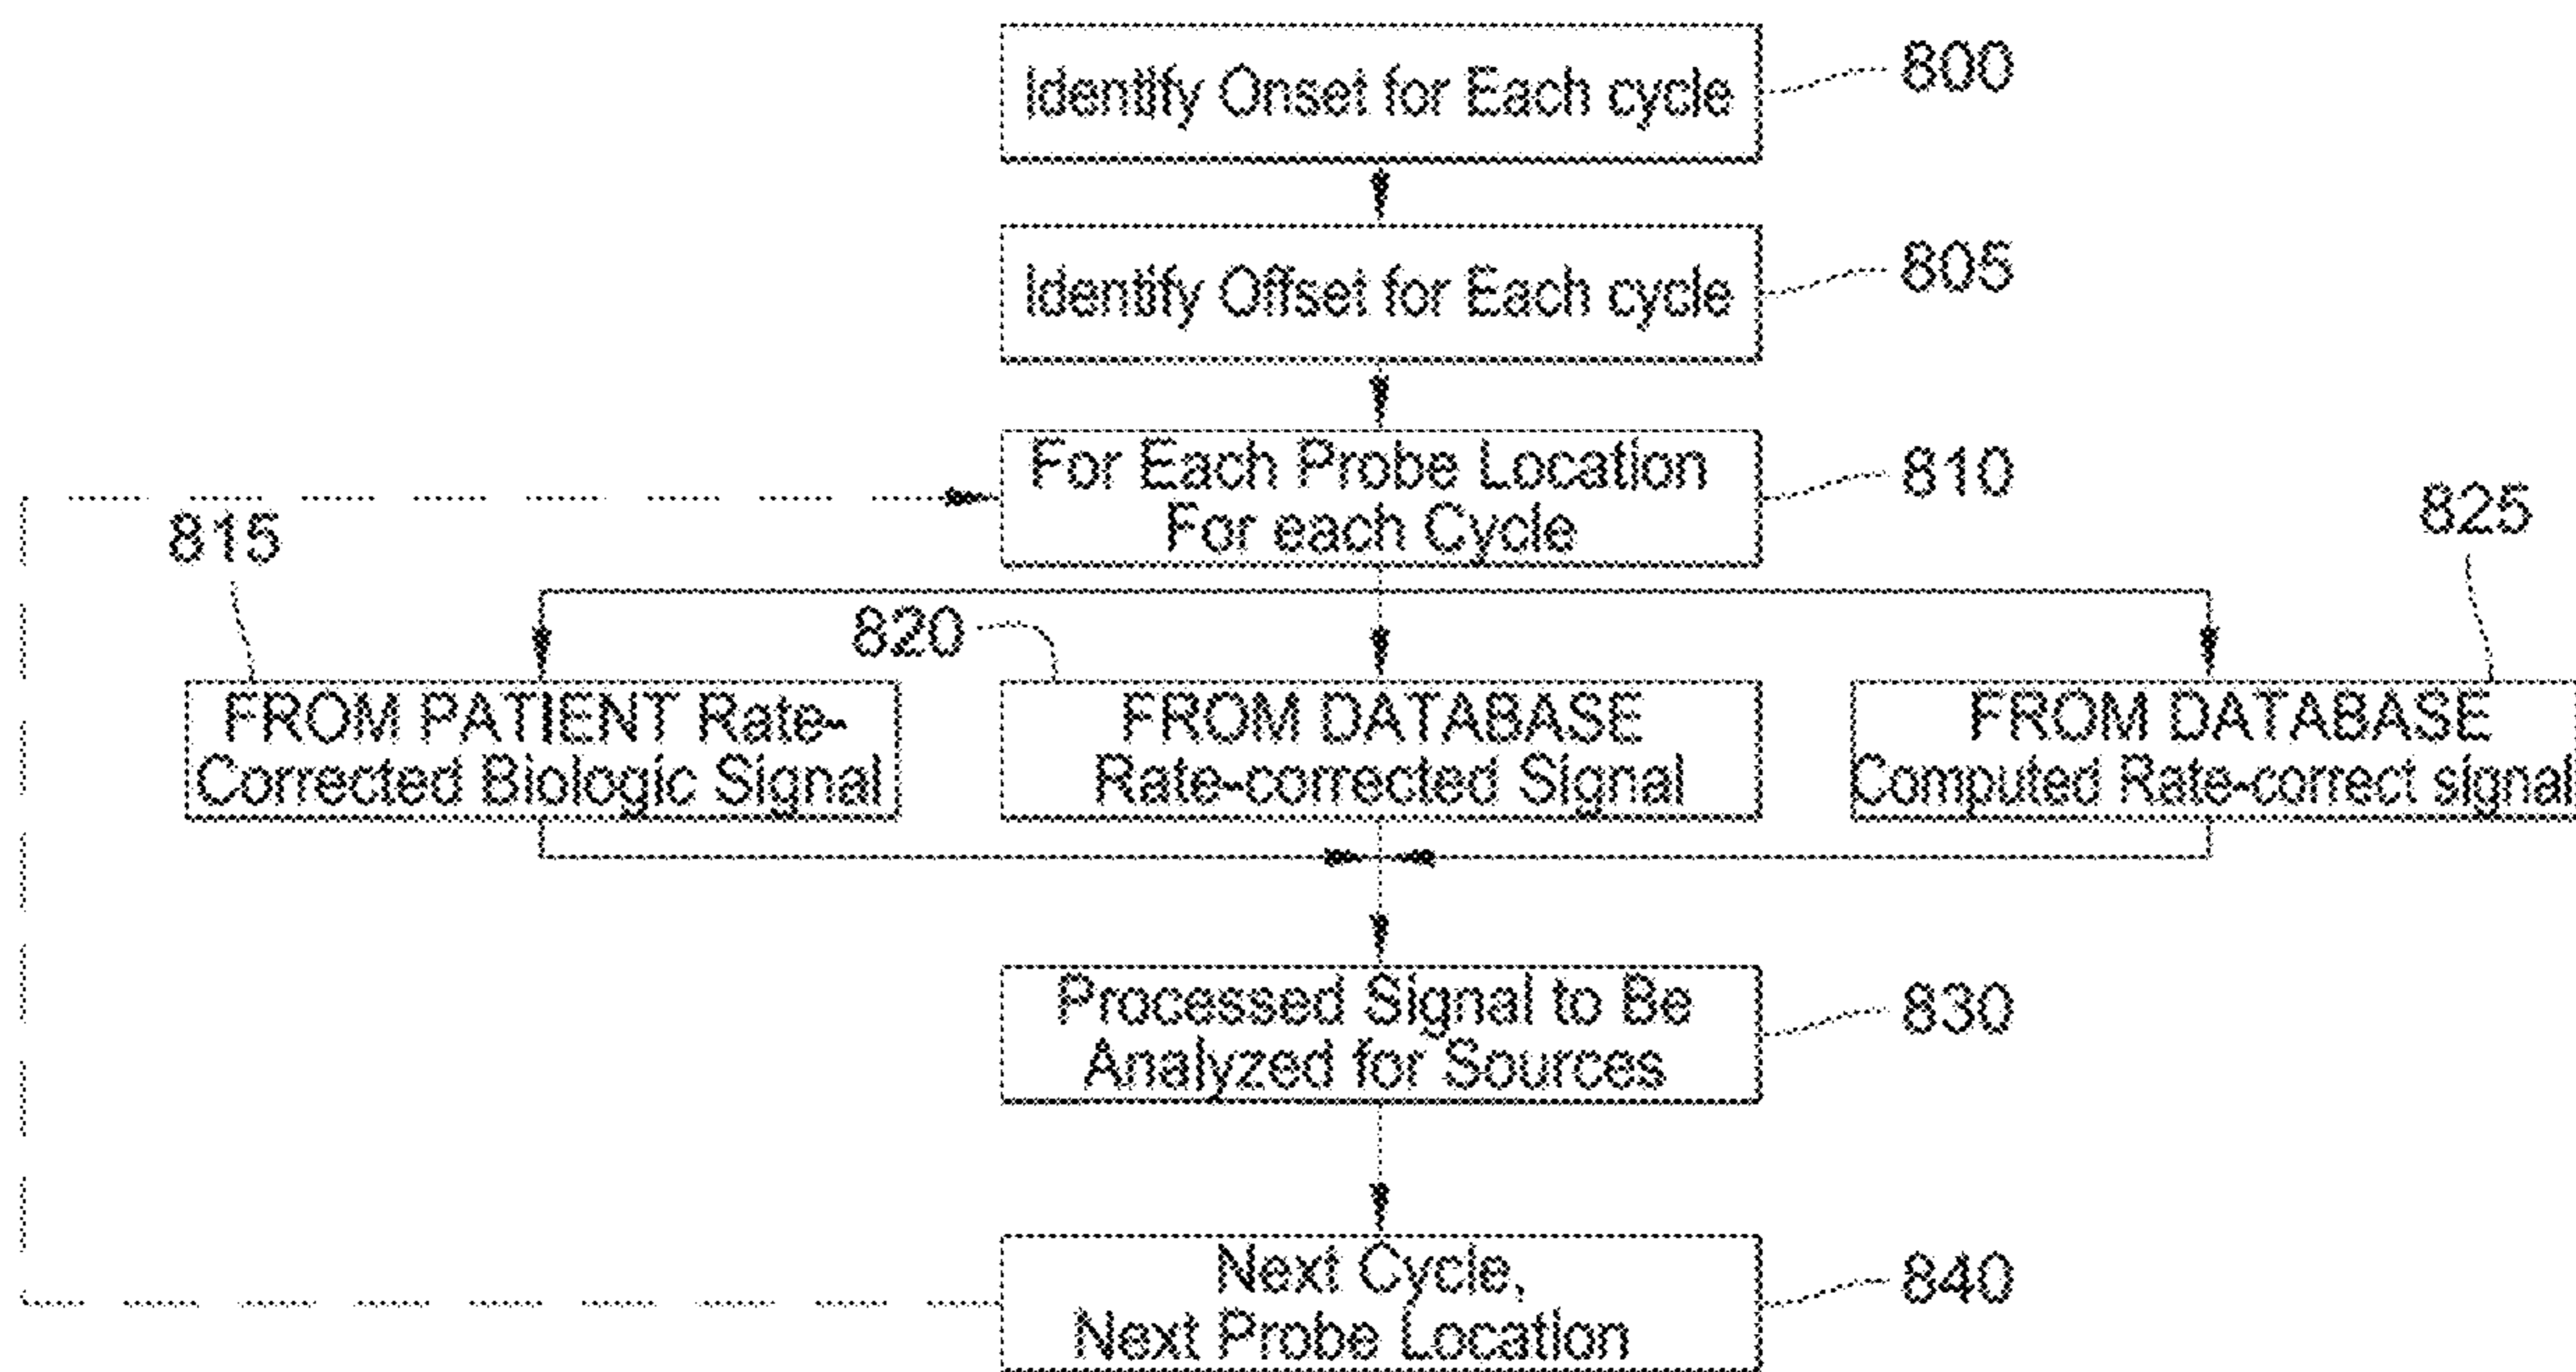 Identify Onset for Each cycle
800
Identify Offset for Each cycle
805
For Each Probe Location
For each Cycle
810
815
820
825
FROM PATIENT Rate-
Corrected Biologic Signal
FROM DATABASE
Rate-corrected Signal
FROM DATABASE
Computed Rate-correct signal
Processed Signal to Be
Analyzed for Sources
830
Next Cycle,
Next Probe Location
840